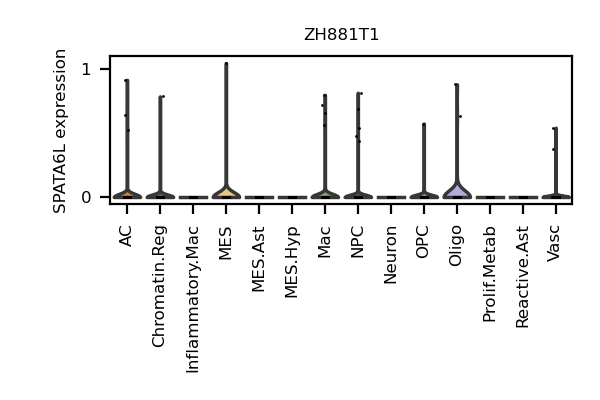 ZH881T1
SPATA6L expression
1
0
AC
Chromatin.Reg
Inflammatory.Mac
MES
MES.Ast
MES.Hyp
Mac
NPC
Neuron
OPC
Oligo
Prolif.Metab
Reactive.Ast
Vasc